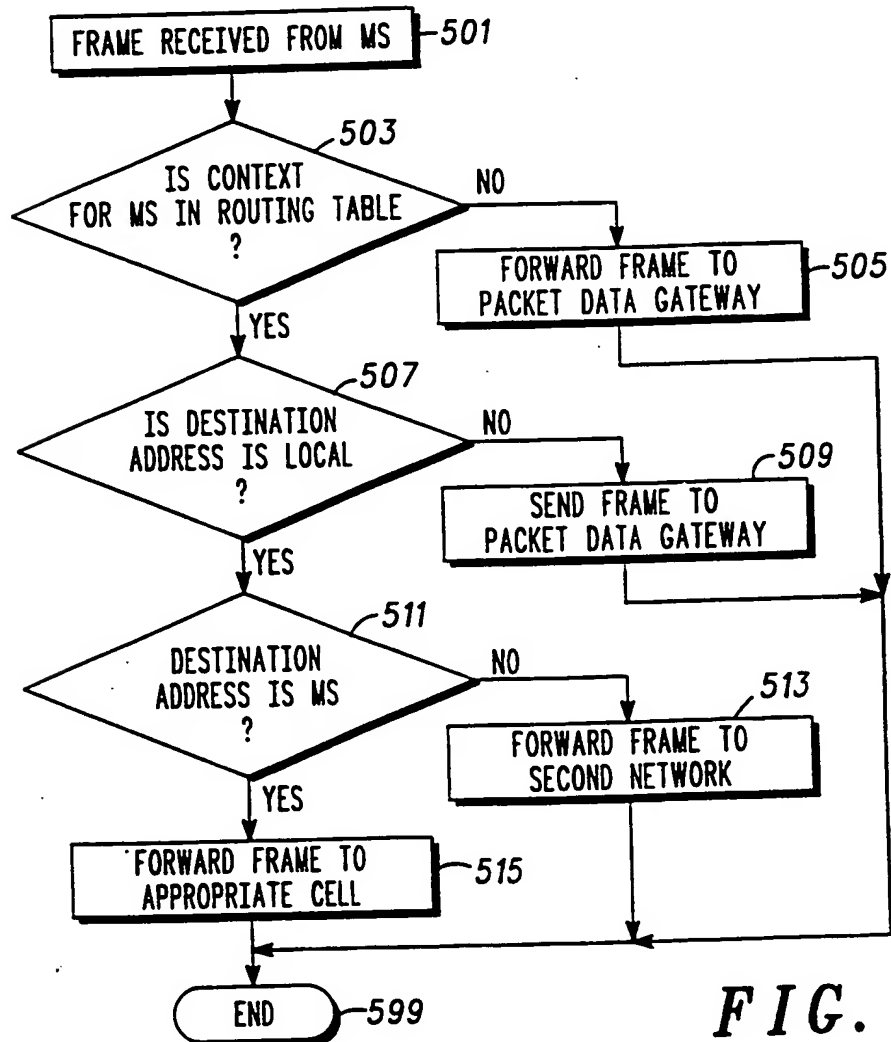 FRAME RECEIVED FROM MS
501
503
IS CONTEXT
FOR MS IN ROUTING TABLE
?
NO
FORWARD FRAME TO
PACKET DATA GATEWAY
505
YES
507
IS DESTINATION
ADDRESS IS LOCAL
?
NO
509
SEND FRAME TO
PACKET DATA GATEWAY
YES
511
DESTINATION
ADDRESS IS MS
?
NO
513
FORWARD FRAME TO
SECOND NETWORK
YES
FORWARD FRAME TO
APPROPRIATE CELL
515
END
599
FIG.